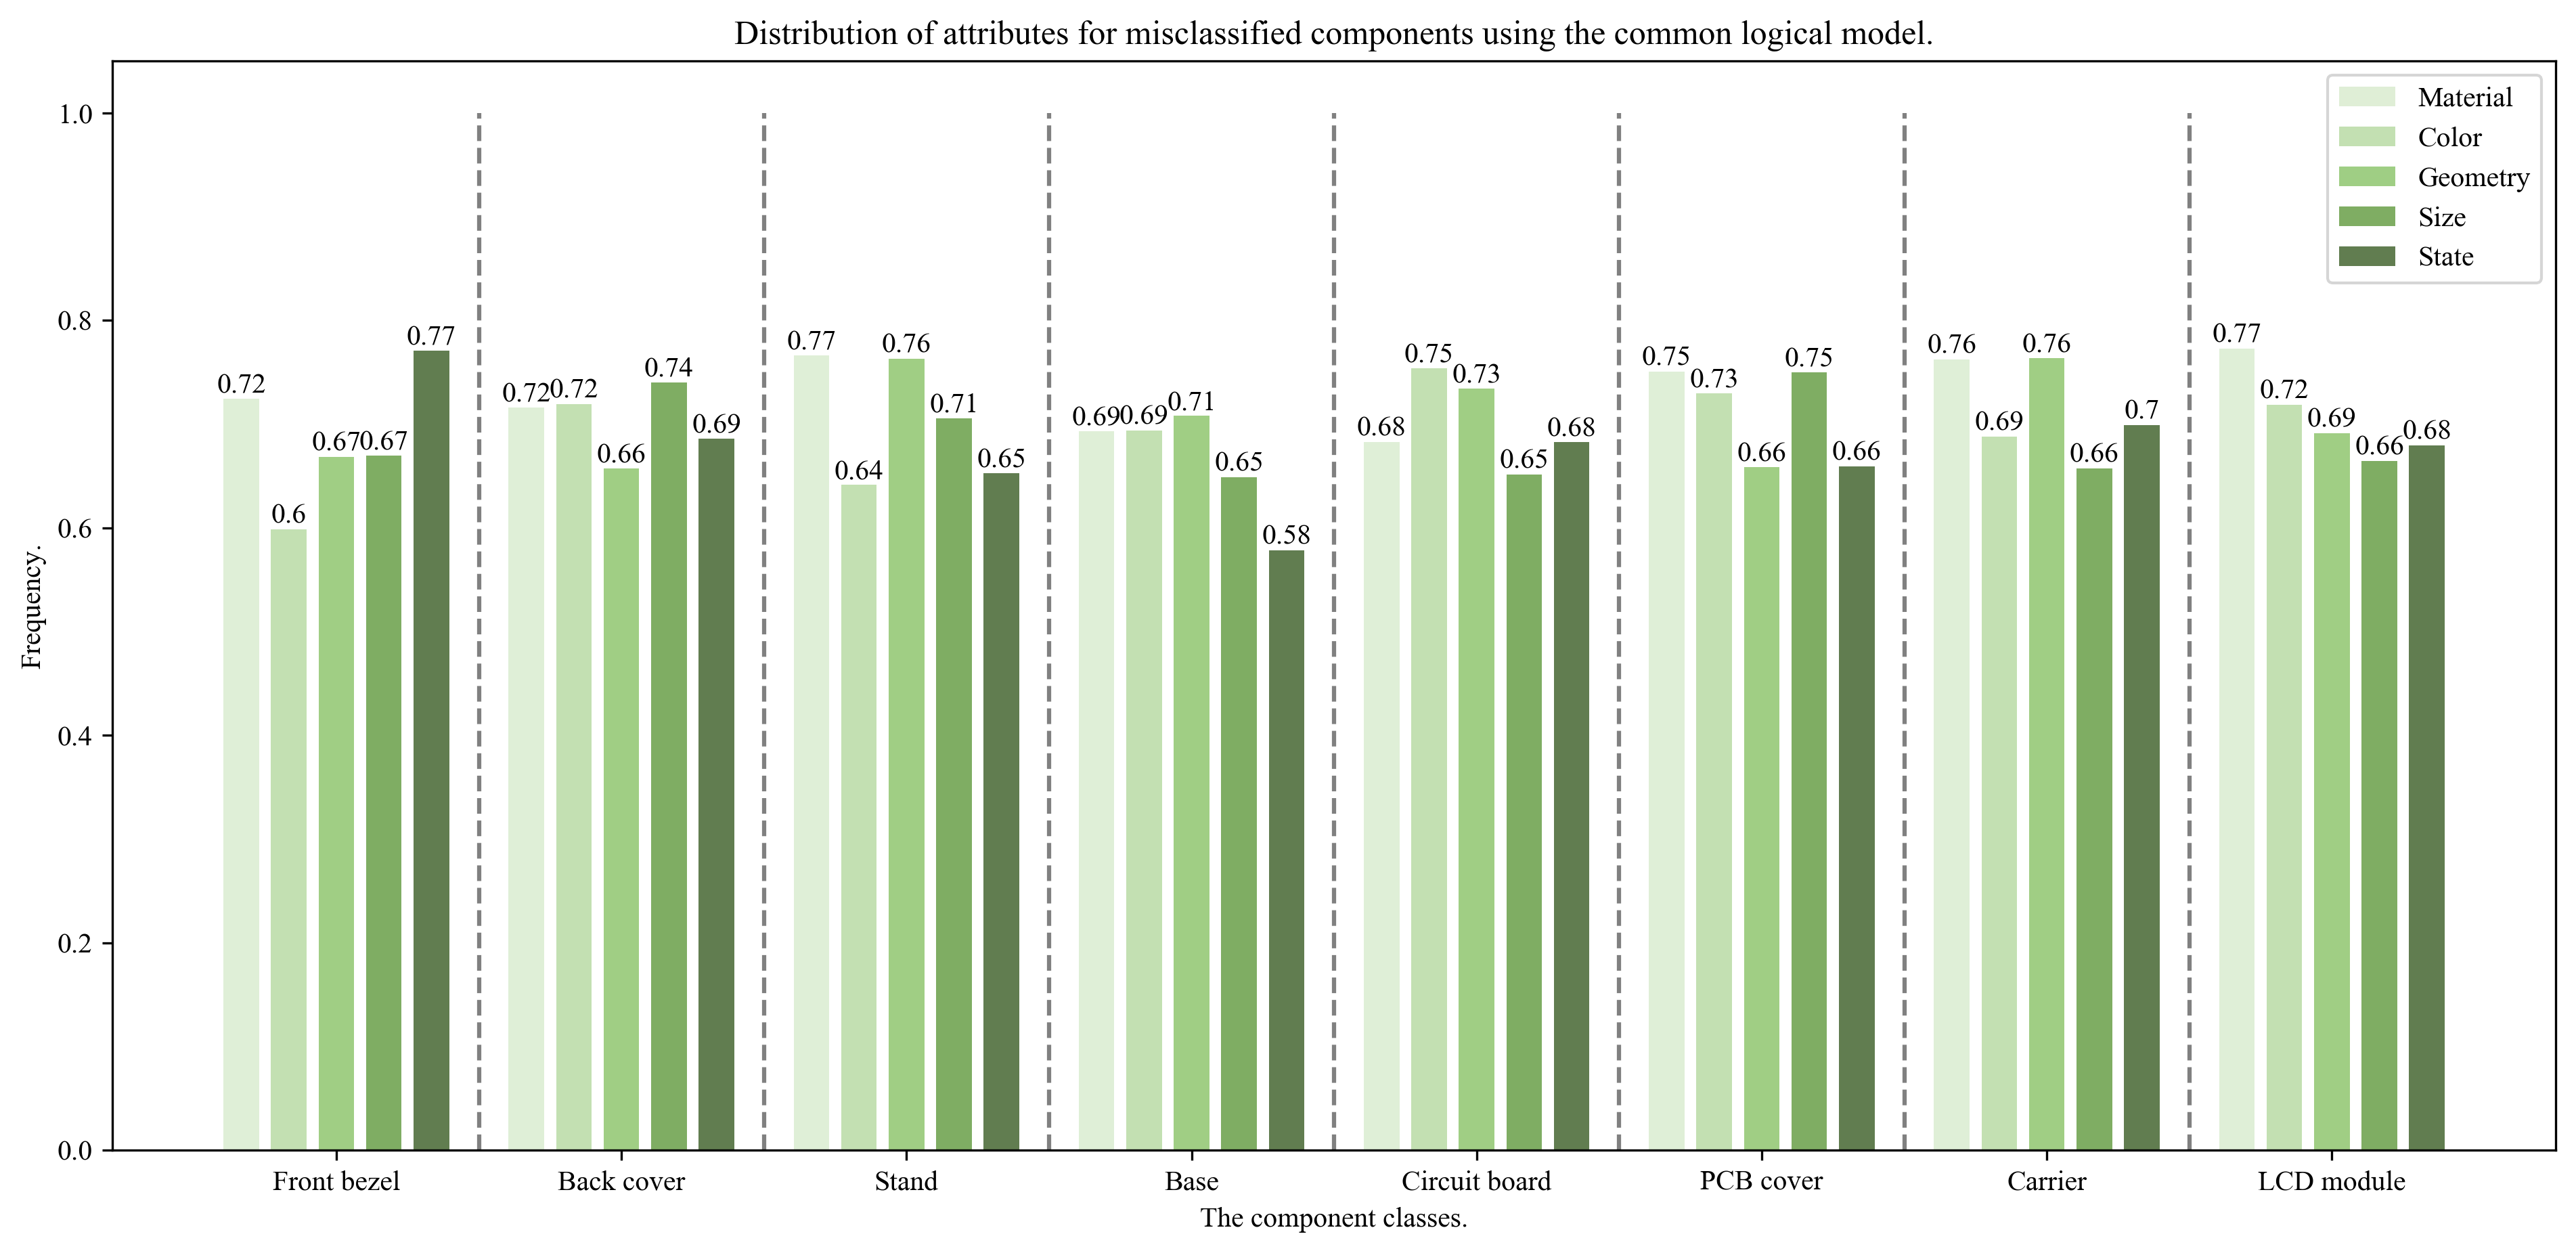 Distribution of attributes for misclassified components using the common logical model.
Material
Color
Geometry
Size
State
Frequency.
1.0
0.8
0.6
0.4
0.2
0.0
0.72 0.6 0.67 0.67 0.77
0.72 0.72 0.66 0.74 0.69
0.77 0.64 0.76 0.71 0.65
0.69 0.69 0.71 0.65 0.58
0.68 0.75 0.73 0.65 0.68
0.75 0.73 0.66 0.75 0.66
0.76 0.69 0.76 0.66 0.7
0.77 0.72 0.69 0.66 0.68
Front bezel Back cover Stand Base Circuit board PCB cover Carrier LCD module
The component classes.